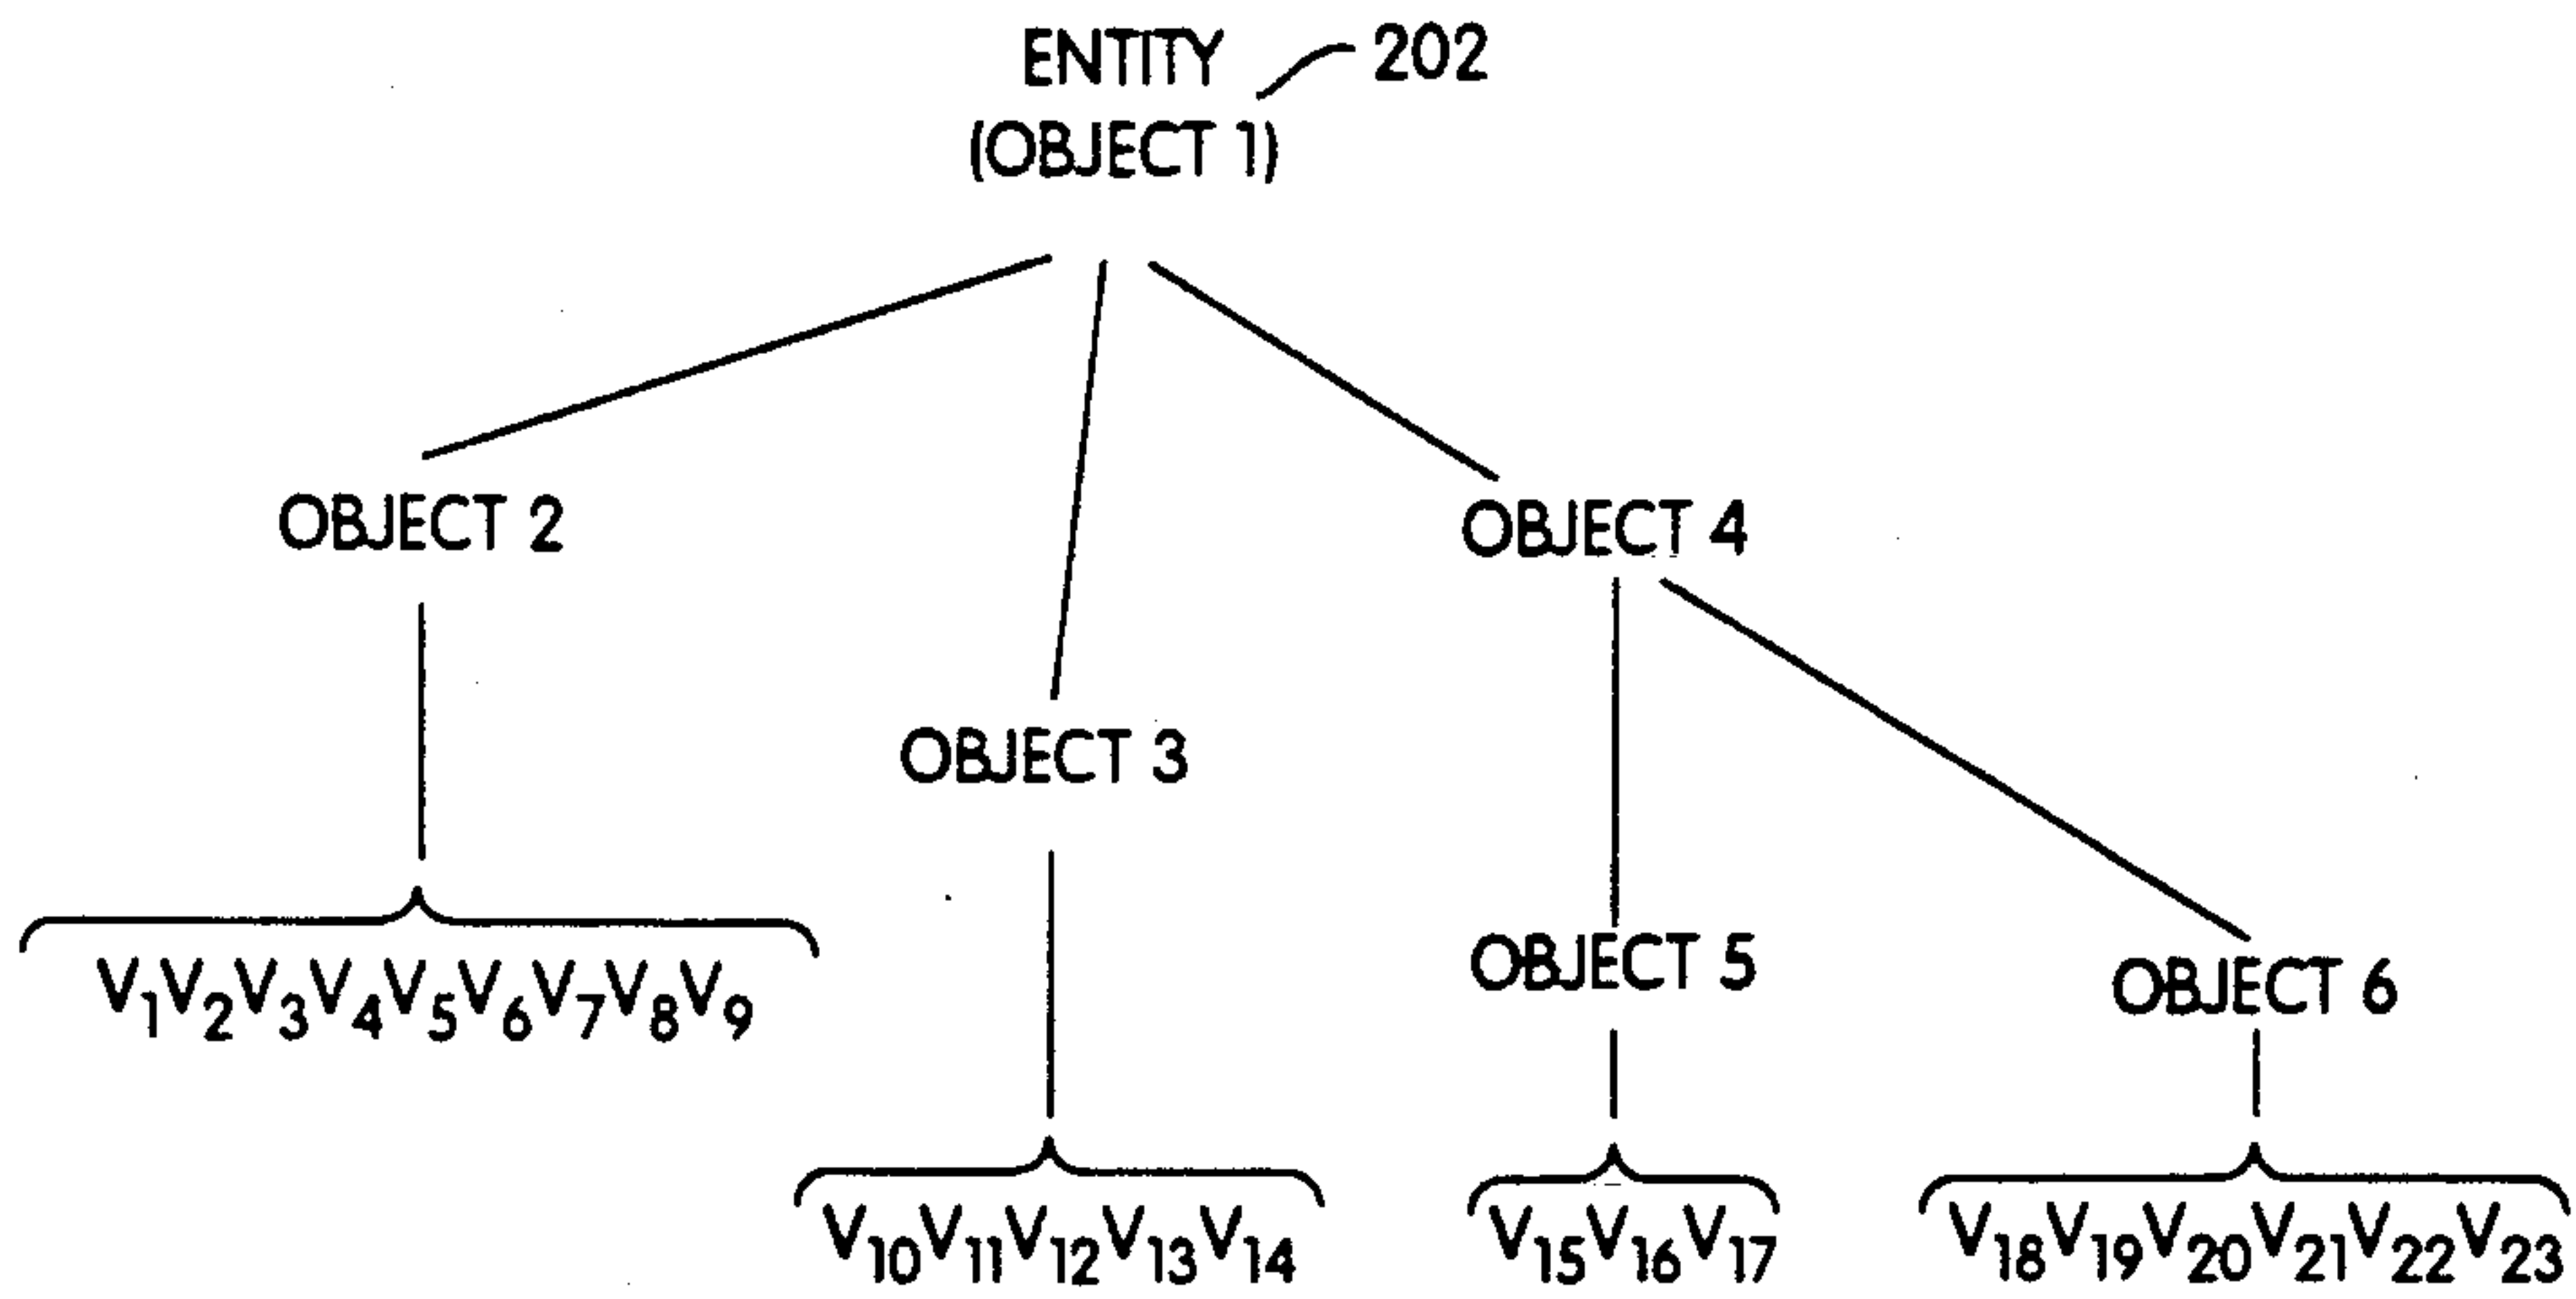 ENTITY
202
(OBJECT 1)
OBJECT 2
OBJECT 4
OBJECT 3
OBJECT 5
OBJECT 6
V₁V₂V₃V₄V₅V₆V₇V₈V₉
V₁₀V₁₁V₁₂V₁₃V₁₄
V₁₅V₁₆V₁₇
V₁₈V₁₉V₂₀V₂₁V₂₂V₂₃